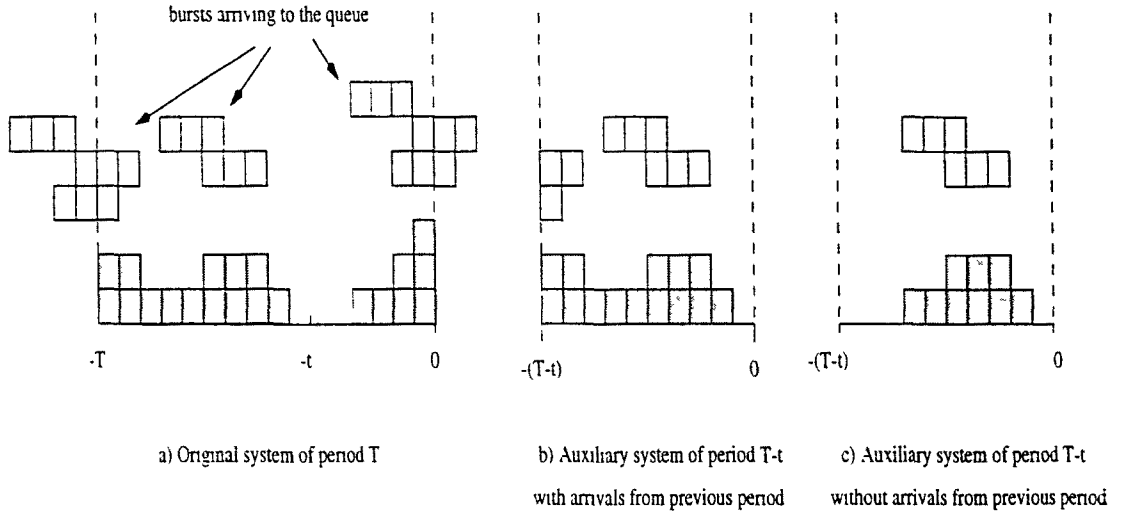 bursts arriving to the queue
-T
-t
0
-(T-t)
0
-(T-t)
0
a) Original system of period T
b) Auxiliary system of period T-t
with arrivals from previous period
c) Auxiliary system of period T-t
without arrivals from previous period